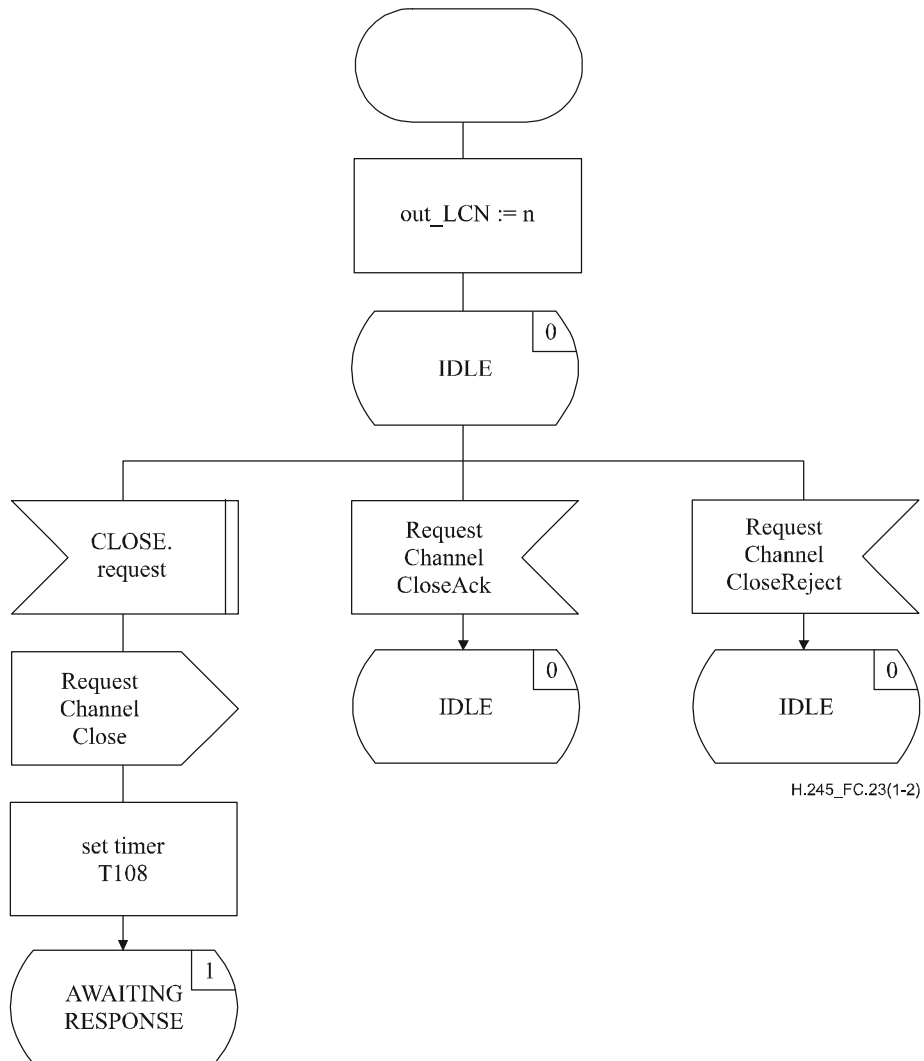 out_LCN := n
0
IDLE
CLOSE.
request
Request
Channel
CloseAck
Request
Channel
CloseReject
Request
Channel
Close
0
IDLE
0
IDLE
H.245_FC.23(1-2)
set timer
T108
1
AWAITING
RESPONSE